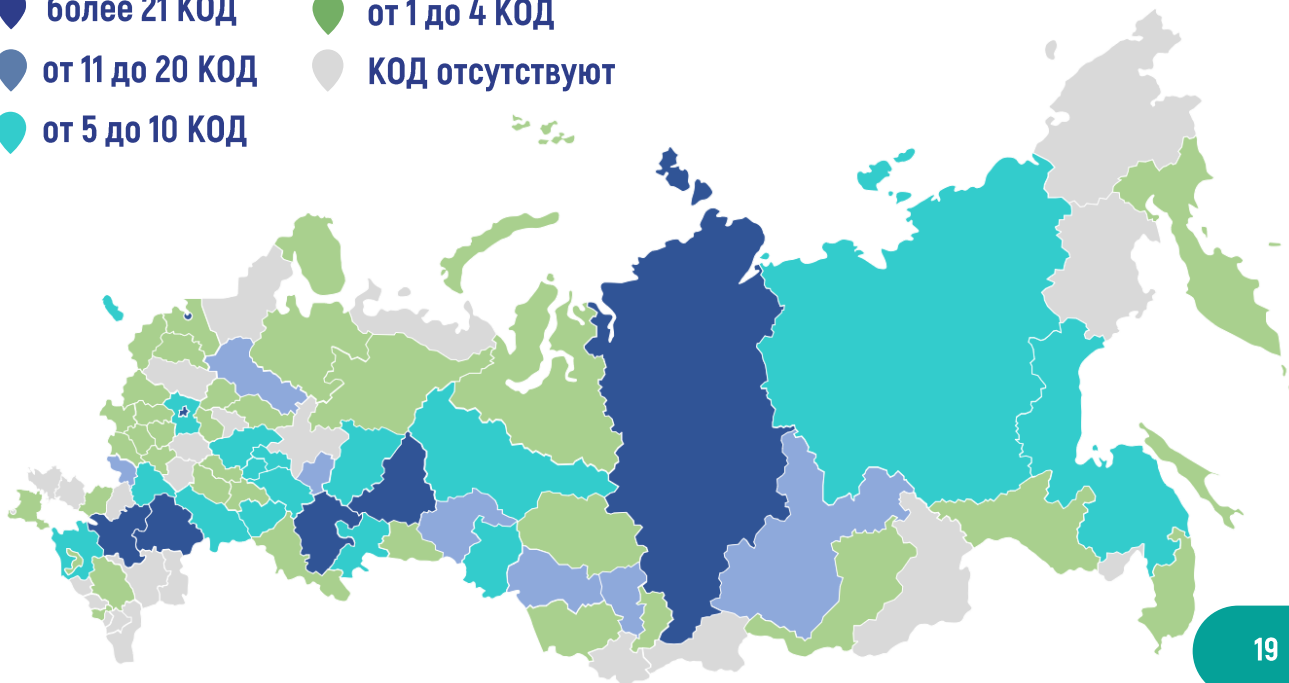 более 21 КОД
от 11 до 20 КОД
от 5 до 10 КОД
от 1 до 4 КОД
КОД отсутствуют
19